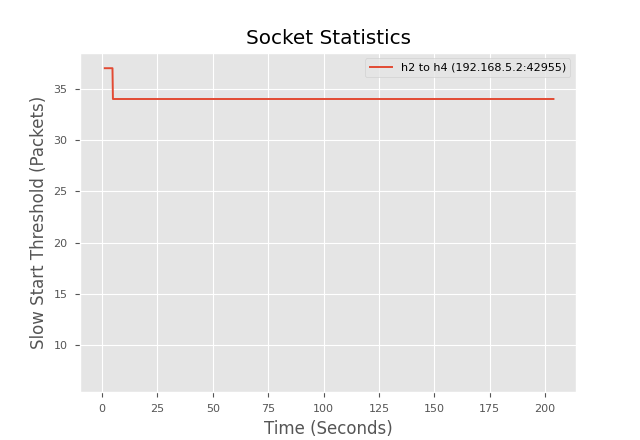 Socket Statistics
h2 to h4 (192.168.5.2:42955)
Slow Start Threshold (Packets)
35
30
25
20
15
10
0 25 50 75 100 125 150 175 200
Time (Seconds)